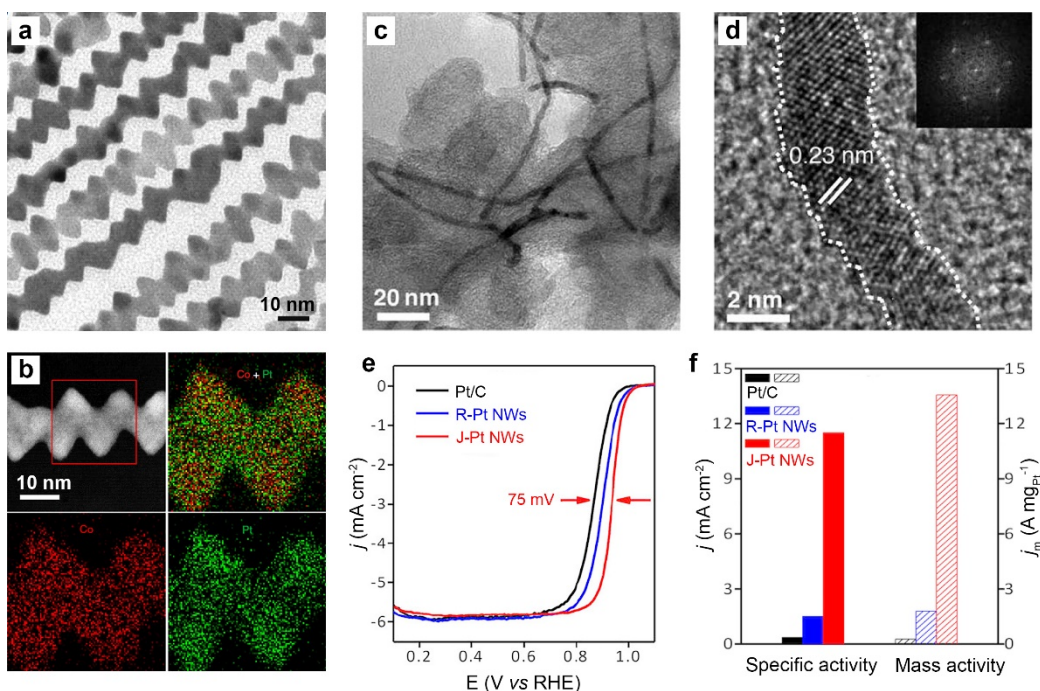 a
10 nm
c
20 nm
d
0.23 nm
2 nm
b
10 nm
Co + Pt
Co
Pt
e
0
-1
-2
-3
-4
-5
-6
j (mA cm⁻²)
Pt/C
R-Pt NWs
J-Pt NWs
75 mV
0.2 0.4 0.6 0.8 1.0
E (V vs RHE)
f
15
12
9
6
3
0
j (mA cm⁻²)
Pt/C
R-Pt NWs
J-Pt NWs
15
12
9
6
3
0
jₘ (A mgPt⁻¹)
Specific activity Mass activity